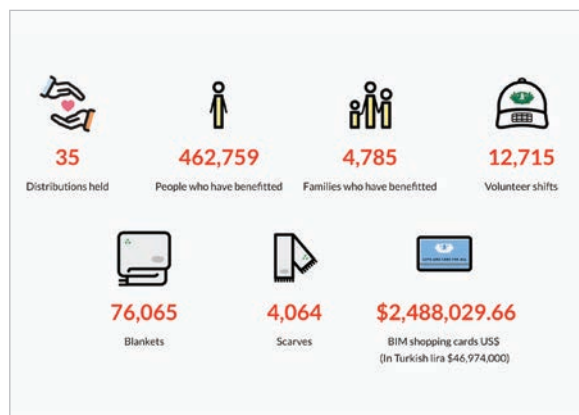 35
462,759
4,785
12,715
Distributions held
People who have benefitted
Families who have benefitted
Volunteer shifts
76,065
4,064
$2,488,029.66
Blankets
Scarves
BIM shopping cards US$
(In Turkish lira $46,974,000)